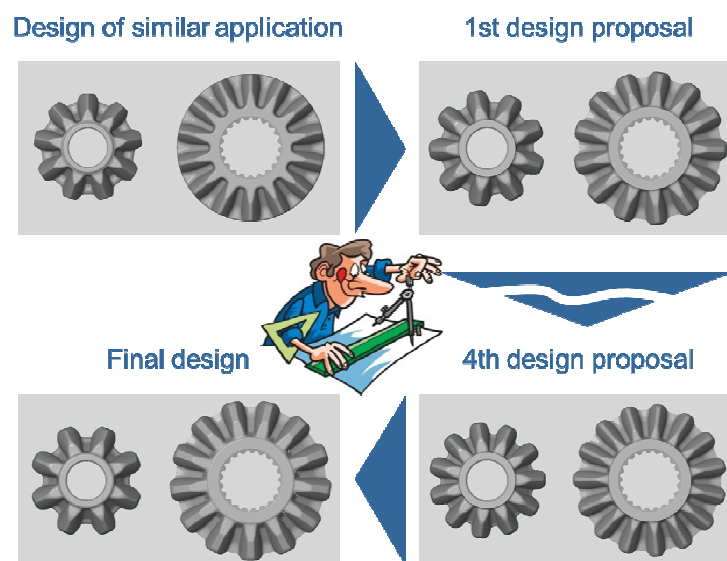 Design of similar application
1st design proposal
Final design
4th design proposal